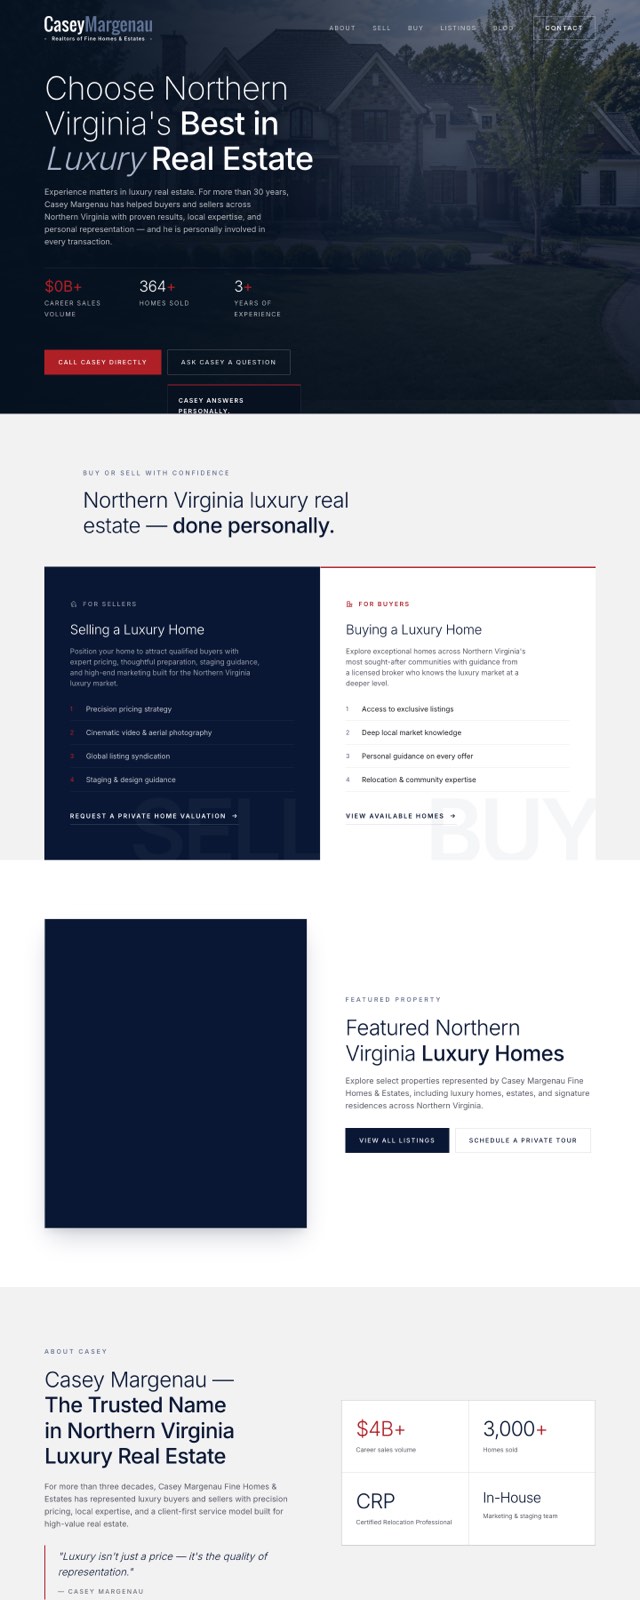 CaseyMargenau
- Realtors of Fine Homes & Estates -
ABOUT SELL BUY LISTINGS BLOG CONTACT
Choose Northern
Virginia's Best in
Luxury Real Estate
Experience matters in luxury real estate. For more than 30 years,
Casey Margenau has helped buyers and sellers across
Northern Virginia with proven results, local expertise, and
personal representation — and he is personally involved in
every transaction.
$0B+ 364+ 3+
CAREER SALES VOLUME
HOMES SOLD
YEARS OF EXPERIENCE
CALL CASEY DIRECTLY
ASK CASEY A QUESTION
CASEY ANSWERS
PERSONALLY.
BUY OR SELL WITH CONFIDENCE
Northern Virginia luxury real
estate — done personally.
FOR SELLERS
Selling a Luxury Home
Position your home to attract qualified buyers with
expert pricing, thoughtful preparation, staging guidance,
and high-end marketing built for the Northern Virginia
luxury market.
1 Precision pricing strategy
2 Cinematic video & aerial photography
3 Global listing syndication
4 Staging & design guidance
REQUEST A PRIVATE HOME VALUATION →
SELL
FOR BUYERS
Buying a Luxury Home
Explore exceptional homes across Northern Virginia's
most sought-after communities with guidance from
a licensed broker who knows the luxury market at a
deeper level.
1 Access to exclusive listings
2 Deep local market knowledge
3 Personal guidance on every offer
4 Relocation & community expertise
VIEW AVAILABLE HOMES →
BUY
FEATURED PROPERTY
Featured Northern
Virginia Luxury Homes
Explore select properties represented by Casey Margenau Fine
Homes & Estates, including luxury homes, estates, and signature
residences across Northern Virginia.
VIEW ALL LISTINGS
SCHEDULE A PRIVATE TOUR
ABOUT CASEY
Casey Margenau —
The Trusted Name
in Northern Virginia
Luxury Real Estate
For more than three decades, Casey Margenau Fine Homes &
Estates has represented luxury buyers and sellers with precision
pricing, local expertise, and a client-first service model built for
high-value real estate.
"Luxury isn't just a price — it's the quality of
representation."
— CASEY MARGENAU
$4B+
Career sales volume
3,000+
Homes sold
CRP
Certified Relocation Professional
In-House
Marketing & staging team